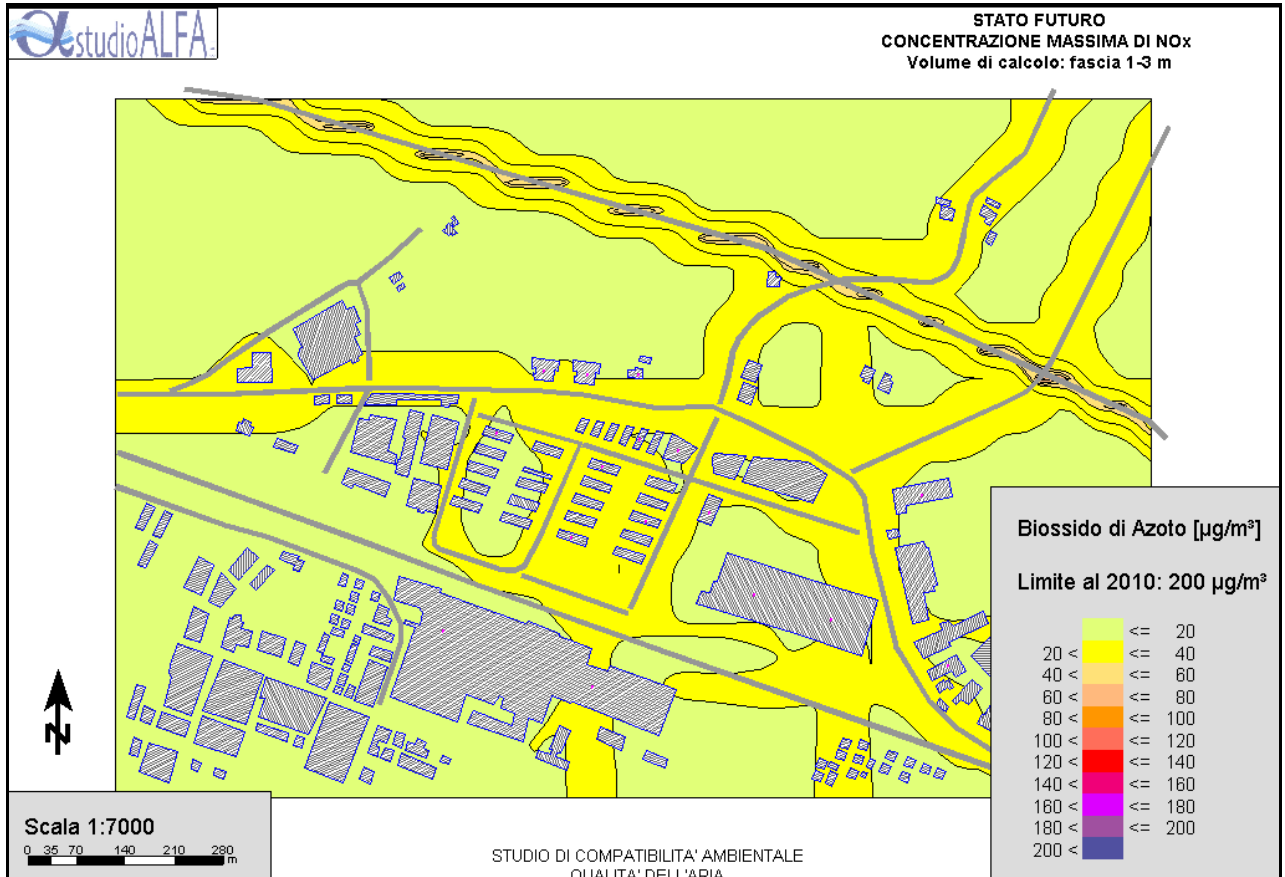 studioALFA
STATO FUTURO
CONCENTRAZIONE MASSIMA DI NOx
Volume di calcolo: fascia 1-3 m
Biossido di Azoto [µg/m³]
Limite al 2010: 200 µg/m³
<= 20
20 < <= 40
40 < <= 60
60 < <= 80
80 < <= 100
100 < <= 120
120 < <= 140
140 < <= 160
160 < <= 180
180 < <= 200
200 <
N
Scala 1:7000
0 35 70 140 210 280
m
STUDIO DI COMPATIBILITA' AMBIENTALE
QUALITA' DELL'ARIA